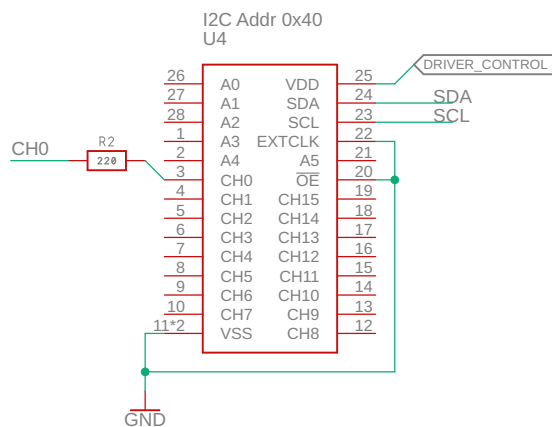 I2C Addr 0x40
U4
26 A0 VDD 25 DRIVER_CONTROL
27 A1 SDA 24 SDA
28 A2 SCL 23 SCL
1 A3 EXTCLK 22
CH0 R2 220 2 A4 A5 21
3 CH0 OE 20
4 CH1 CH15 19
5 CH2 CH14 18
6 CH3 CH13 17
7 CH4 CH12 16
8 CH5 CH11 15
9 CH6 CH10 14
10 CH7 CH9 13
11*2 VSS CH8 12
GND